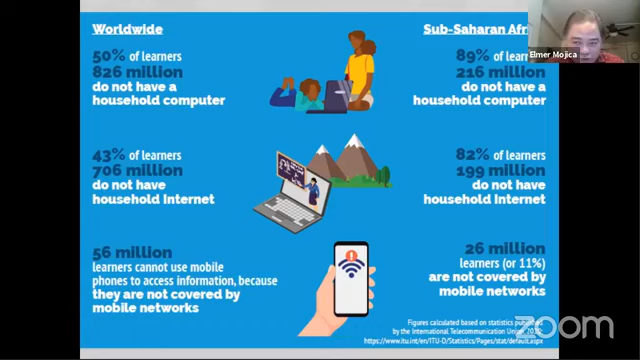 Worldwide
50% of learners
826 million
do not have a
household computer
43% of learners
706 million
do not have
household Internet
56 million
learners cannot use mobile
phones to access information, because
they are not covered by
mobile networks
Sub-Saharan
89% of
216 million
do not have a
household computer
82% of learners
199 million
do not have
household Internet
26 million
learners (or 11%)
are not covered by
mobile networks
Figures calculated based on statistics published
by the International Telecommunication Union
https://www.itu.int/en/ITU-D/Statistics/Pages/stat/default.aspx
Elmer Mojica
zoom